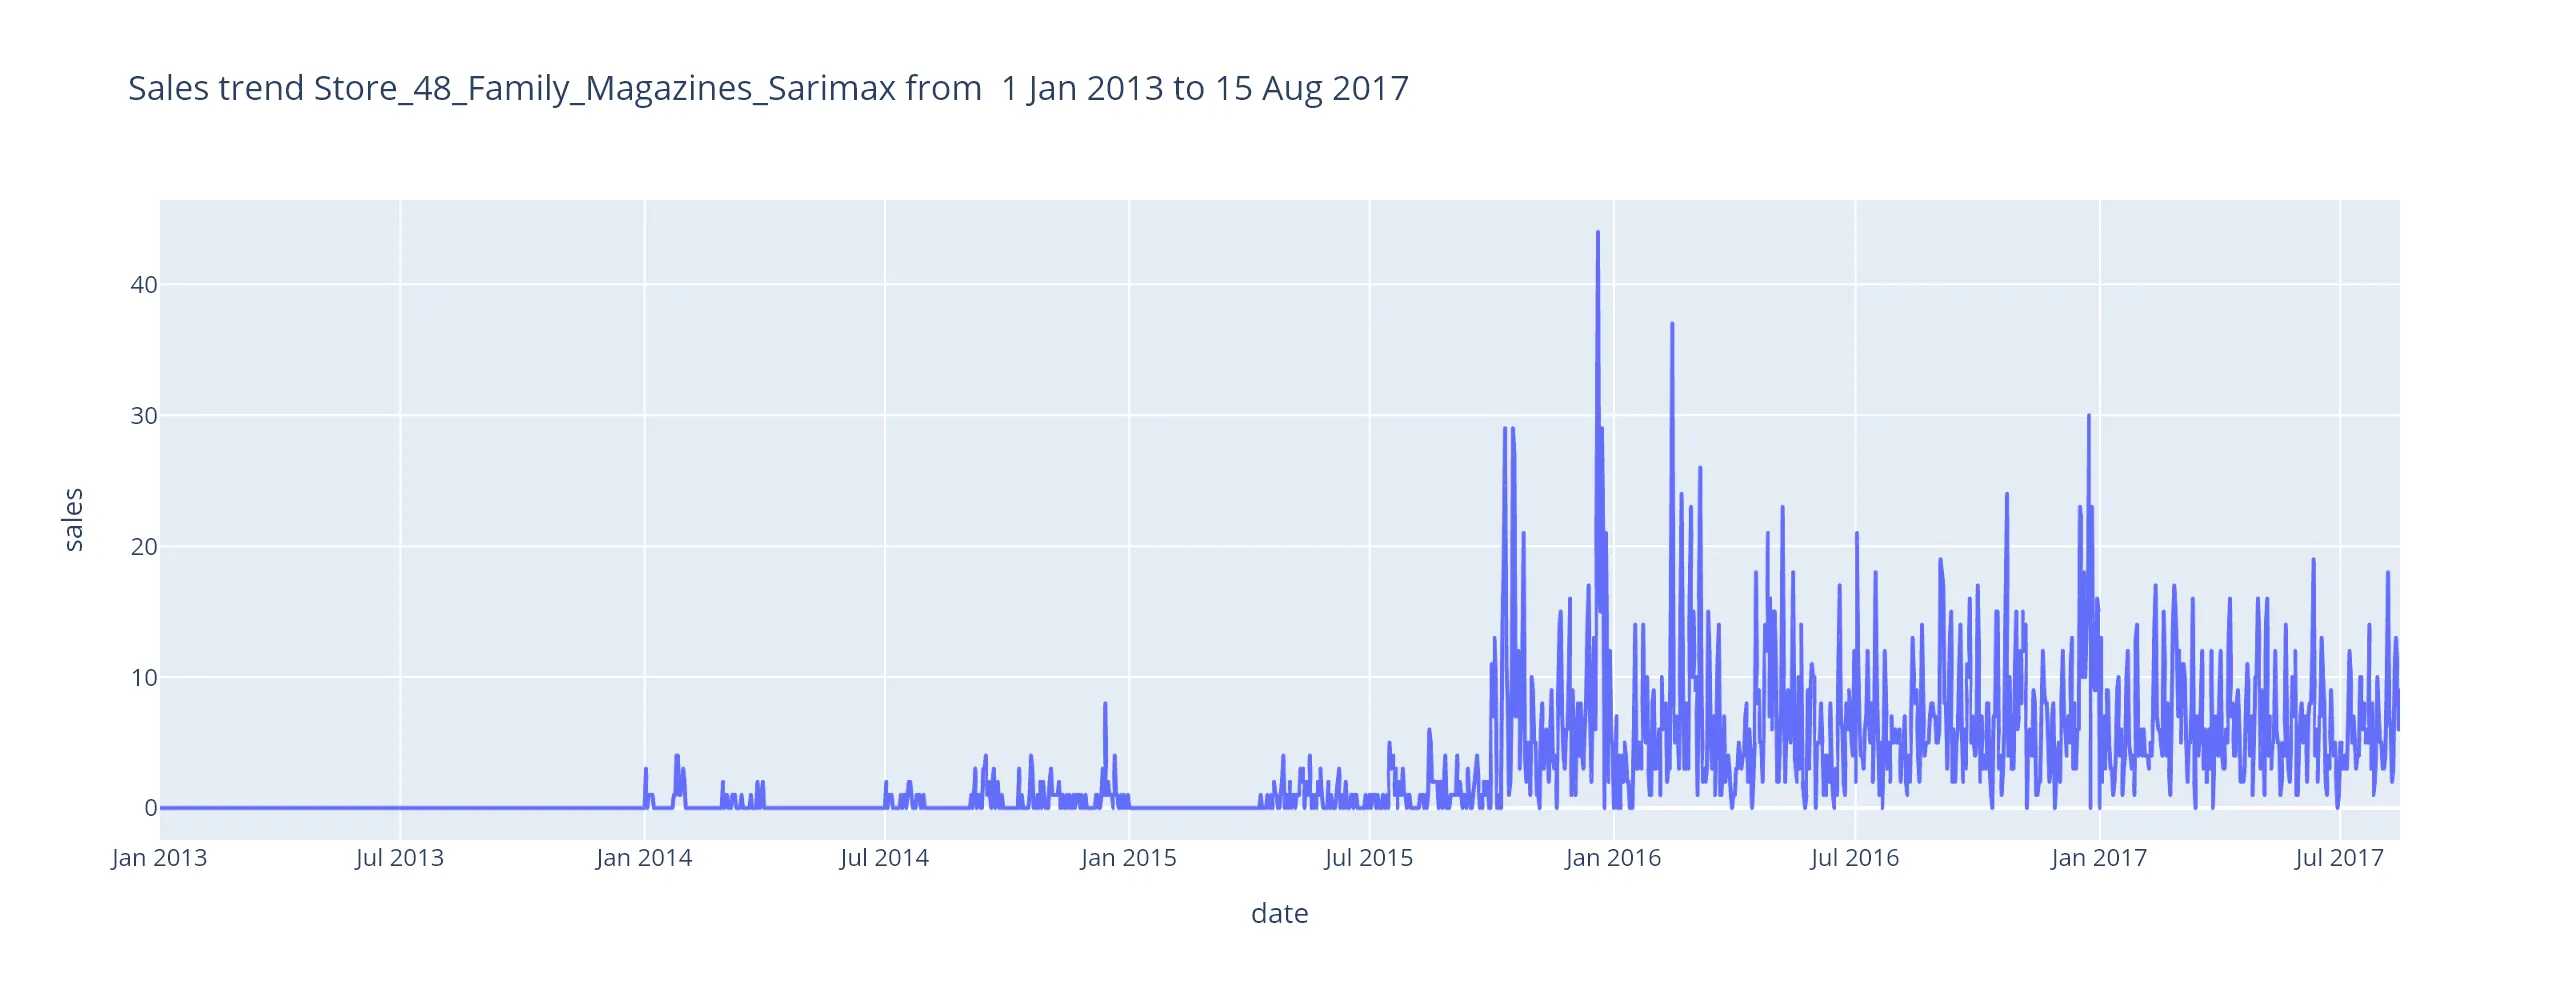 Sales trend Store_48_Family_Magazines_Sarimax from  1 Jan 2013 to 15 Aug 2017
40
30
20
10
0
sales
Jan 2013
Jul 2013
Jan 2014
Jul 2014
Jan 2015
Jul 2015
Jan 2016
Jul 2016
Jan 2017
Jul 2017
date